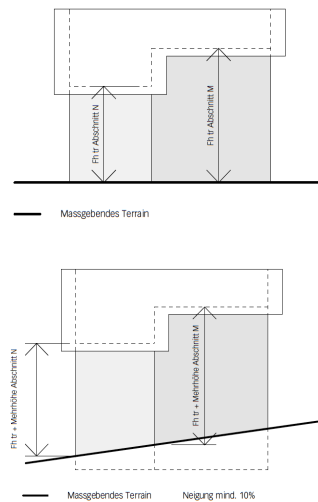 Fh tr Abschnitt N
Fh tr Abschnitt M
Massgebendes Terrain
Fh tr + Mehrhöhe Abschnitt N
Fh tr + Mehrhöhe Abschnitt M
Massgebendes Terrain Neigung mind. 10%